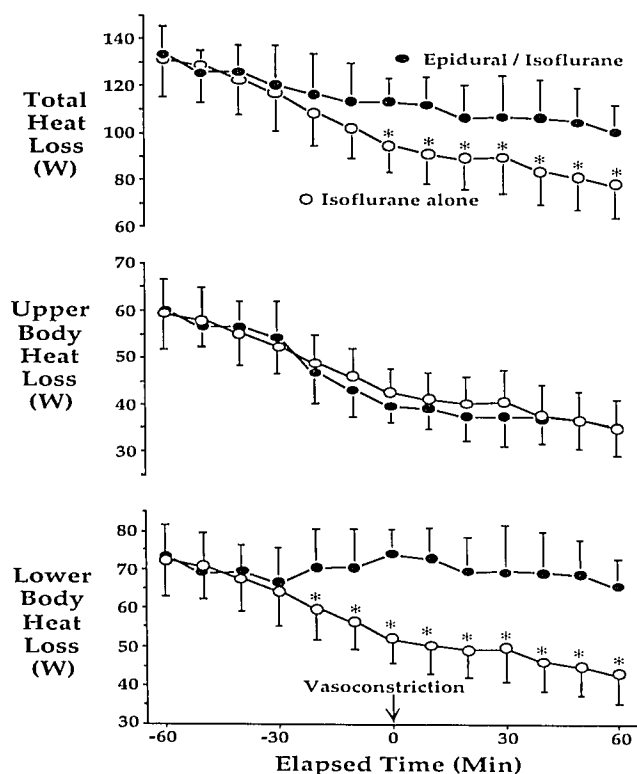 140
120
100
80
60
Total
Heat
Loss
(W)
Epidural / Isoflurane
* * * * * * *
Isoflurane alone
70
60
50
40
30
Upper
Body
Heat
Loss
(W)
80
70
60
50
40
30
Lower
Body
Heat
Loss
(W)
* * * * * * * * *
Vasoconstriction
-60 -30 0 30 60
Elapsed Time (Min)